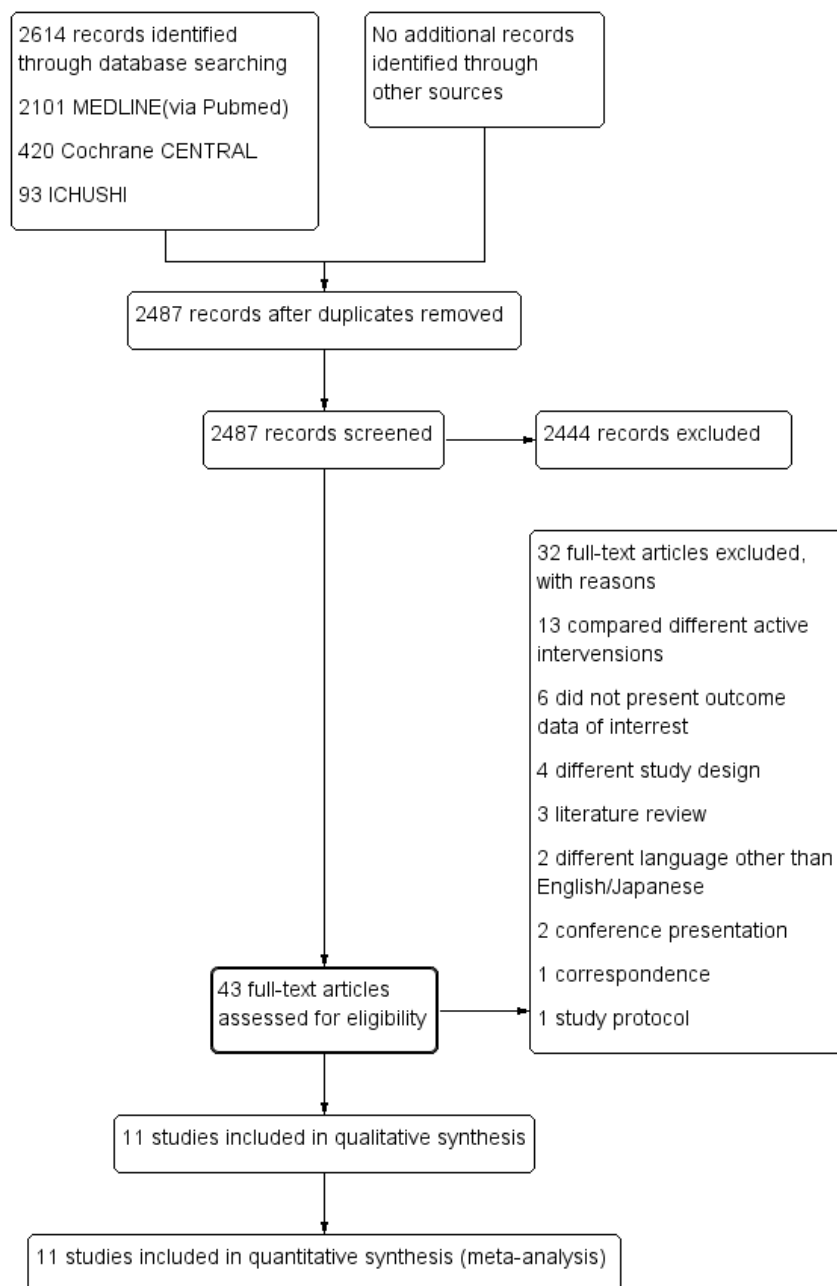 2614 records identified
through database searching
2101 MEDLINE(via Pubmed)
420 Cochrane CENTRAL
93 ICHUSHI
No additional records
identified through
other sources
2487 records after duplicates removed
2487 records screened
2444 records excluded
32 full-text articles excluded,
with reasons
13 compared different active
intervensions
6 did not present outcome
data of interrest
4 different study design
3 literature review
2 different language other than
English/Japanese
2 conference presentation
1 correspondence
1 study protocol
43 full-text articles
assessed for eligibility
11 studies included in qualitative synthesis
11 studies included in quantitative synthesis (meta-analysis)